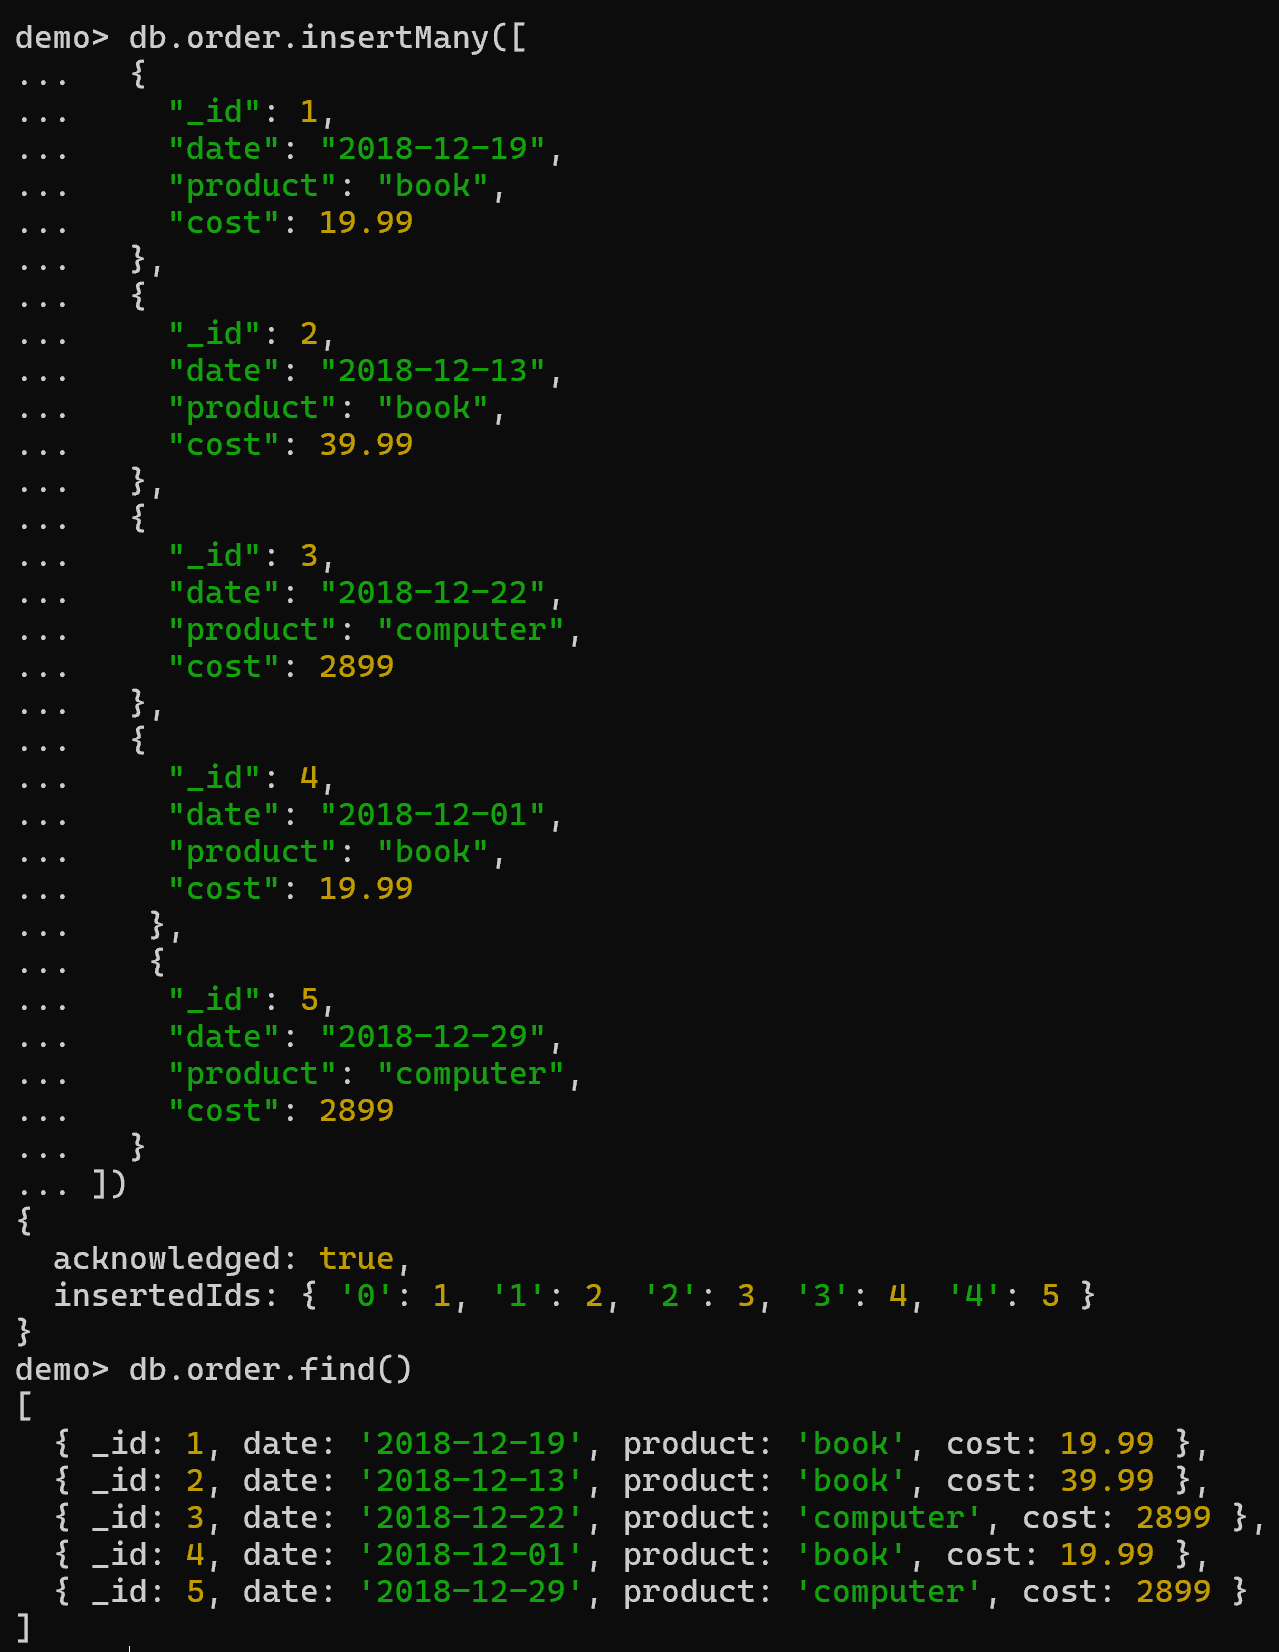 demo> db.order.insertMany([
...   {
...     "_id": 1,
...     "date": "2018-12-19",
...     "product": "book",
...     "cost": 19.99
...   },
...   {
...     "_id": 2,
...     "date": "2018-12-13",
...     "product": "book",
...     "cost": 39.99
...   },
...   {
...     "_id": 3,
...     "date": "2018-12-22",
...     "product": "computer",
...     "cost": 2899
...   },
...   {
...     "_id": 4,
...     "date": "2018-12-01",
...     "product": "book",
...     "cost": 19.99
...    },
...    {
...     "_id": 5,
...     "date": "2018-12-29",
...     "product": "computer",
...     "cost": 2899
...   }
... ])
{
  acknowledged: true,
  insertedIds: { '0': 1, '1': 2, '2': 3, '3': 4, '4': 5 }
}
demo> db.order.find()
[
  { _id: 1, date: '2018-12-19', product: 'book', cost: 19.99 },
  { _id: 2, date: '2018-12-13', product: 'book', cost: 39.99 },
  { _id: 3, date: '2018-12-22', product: 'computer', cost: 2899 },
  { _id: 4, date: '2018-12-01', product: 'book', cost: 19.99 },
  { _id: 5, date: '2018-12-29', product: 'computer', cost: 2899 }
]